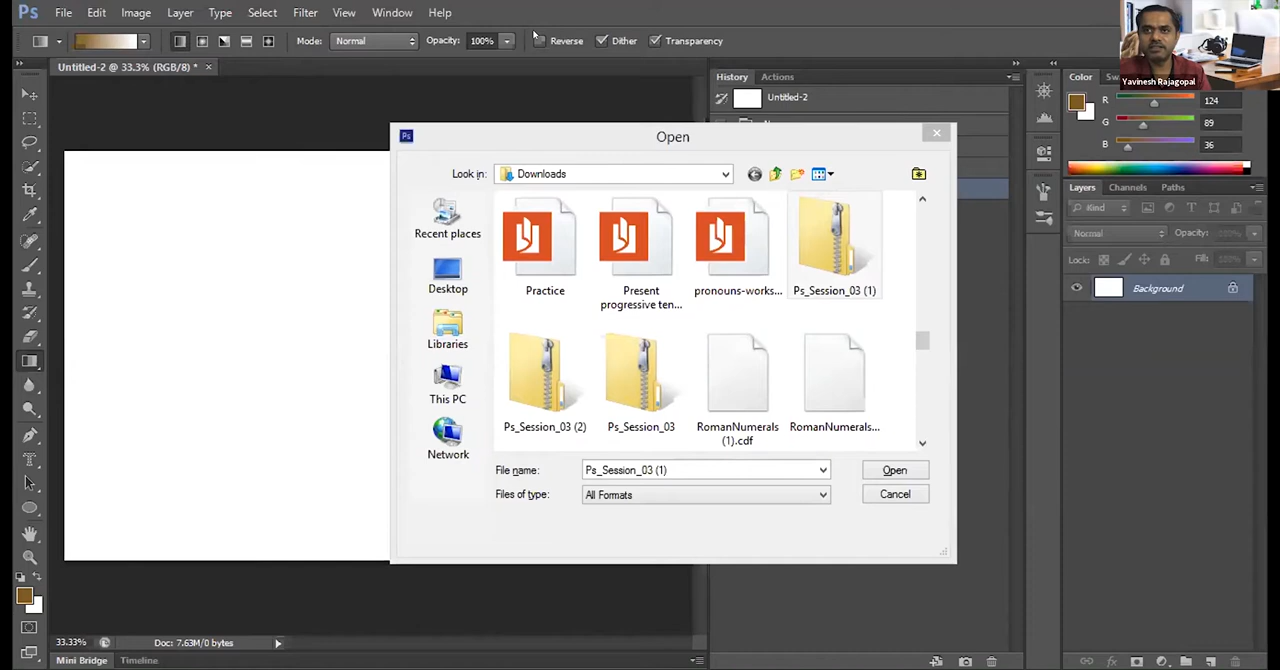 Ps File Edit Image Layer Type Select Filter View Window Help
Mode: Normal Opacity: 100% Reverse Dither Transparency
Yavinesh Rajagopal
Untitled-2 @ 33.3% (RGB/8) * ×
History Actions
Color
Untitled-2
R 124
G 89
B 36
Ps Open
Look in: Downloads
Recent places
Desktop
Libraries
This PC
Network
Practice
Present progressive ten...
pronouns-works...
Ps_Session_03 (1)
Ps_Session_03 (2)
Ps_Session_03
RomanNumerals (1).cdf
RomanNumerals...
File name: Ps_Session_03 (1) Open
Files of type: All Formats Cancel
Layers Channels Paths
Kind
Normal Opacity: 100%
Lock: Fill: 100%
Background
33.33% Doc: 7.63M/0 bytes
Mini Bridge Timeline